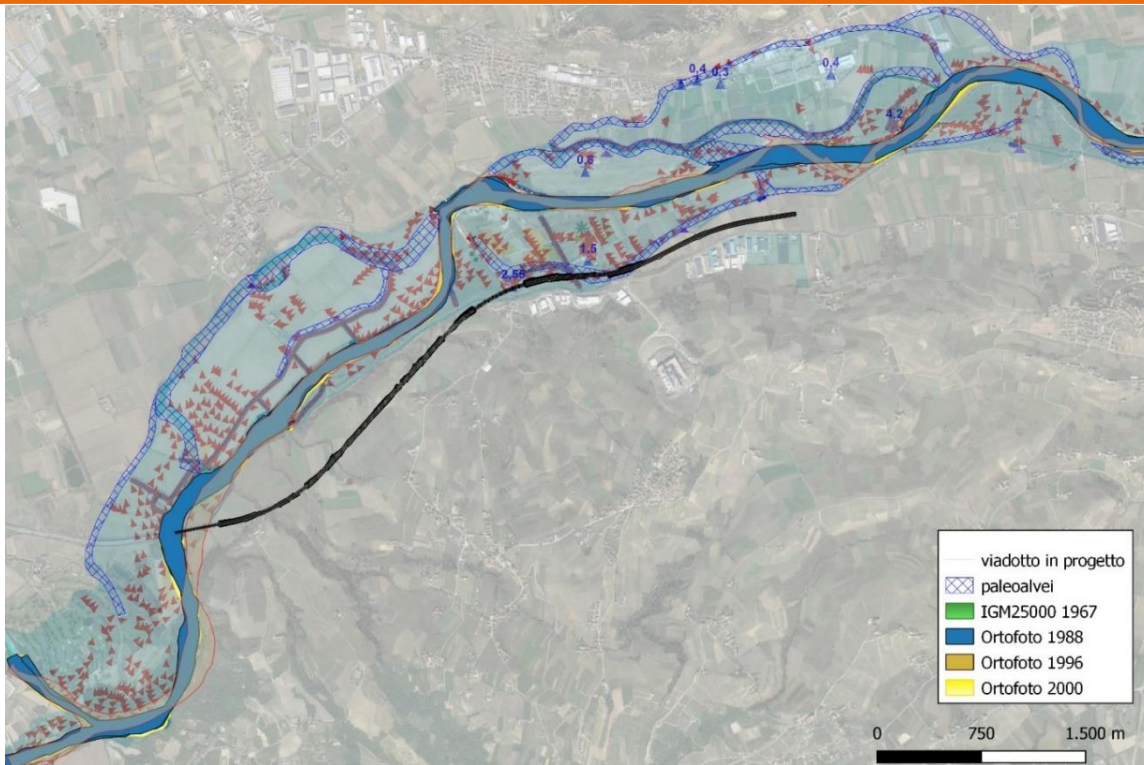 0.4
0.3
0.4
4.2
0.8
1.5
2.56
viadotto in progetto
paleoalvei
IGM25000 1967
Ortofoto 1988
Ortofoto 1996
Ortofoto 2000
0 750 1.500 m